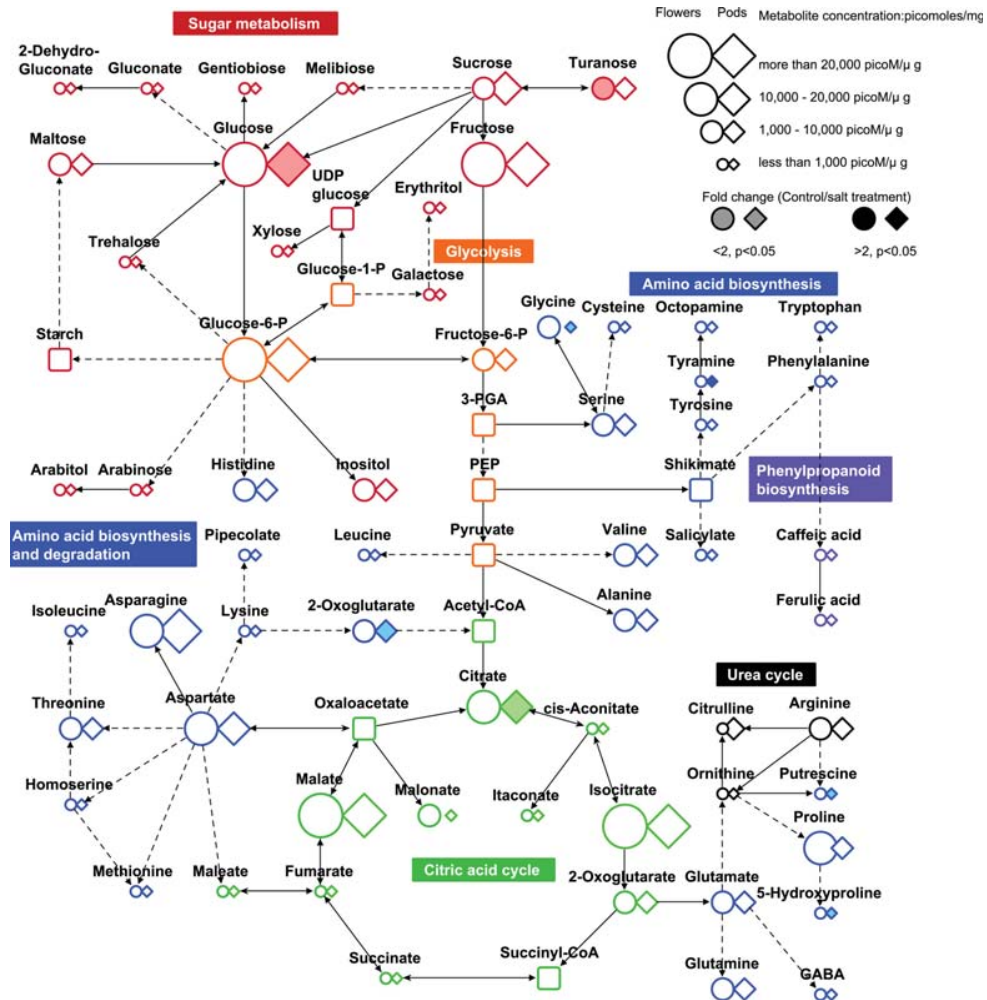 Sugar metabolism
Flowers Pods Metabolite concentration:picomoles/mg
more than 20,000 picoM/µ g
10,000 - 20,000 picoM/µ g
1,000 - 10,000 picoM/µ g
less than 1,000 picoM/µ g
Fold change (Control/salt treatment)
<2, p<0.05 >2, p<0.05
2-Dehydro-
Gluconate
Gluconate
Gentiobiose
Melibiose
Sucrose
Turanose
Maltose
Glucose
Fructose
UDP
glucose
Erythritol
Trehalose
Xylose
Glycolysis
Glucose-1-P
Galactose
Amino acid biosynthesis
Glycine
Cysteine
Octopamine
Tryptophan
Starch
Glucose-6-P
Fructose-6-P
Tyramine
Phenylalanine
3-PGA
Serine
Tyrosine
Arabitol
Arabinose
Histidine
Inositol
PEP
Shikimate
Phenylpropanoid
biosynthesis
Amino acid biosynthesis
and degradation
Pipecolate
Leucine
Pyruvate
Valine
Salicylate
Caffeic acid
Isoleucine
Asparagine
Lysine
2-Oxoglutarate
Acetyl-CoA
Alanine
Ferulic acid
Threonine
Aspartate
Oxaloacetate
Citrate
cis-Aconitate
Urea cycle
Citrulline
Arginine
Homoserine
Malate
Malonate
Itaconate
Isocitrate
Ornithine
Putrescine
Proline
Methionine
Maleate
Fumarate
Citric acid cycle
2-Oxoglutarate
Glutamate
5-Hydroxyproline
Succinate
Succinyl-CoA
Glutamine
GABA